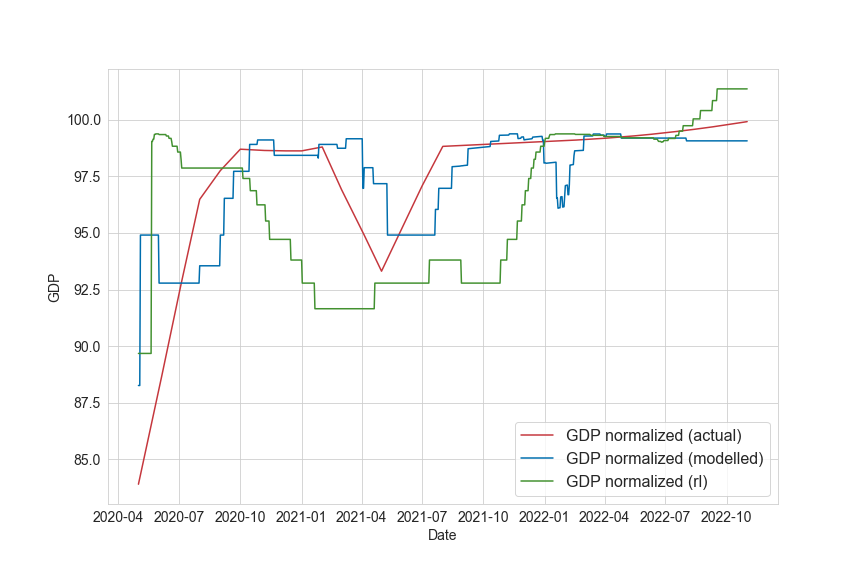 100.0
97.5
95.0
92.5
90.0
87.5
85.0
GDP
GDP normalized (actual)
GDP normalized (modelled)
GDP normalized (rl)
2020-04 2020-07 2020-10 2021-01 2021-04 2021-07 2021-10 2022-01 2022-04 2022-07 2022-10
Date